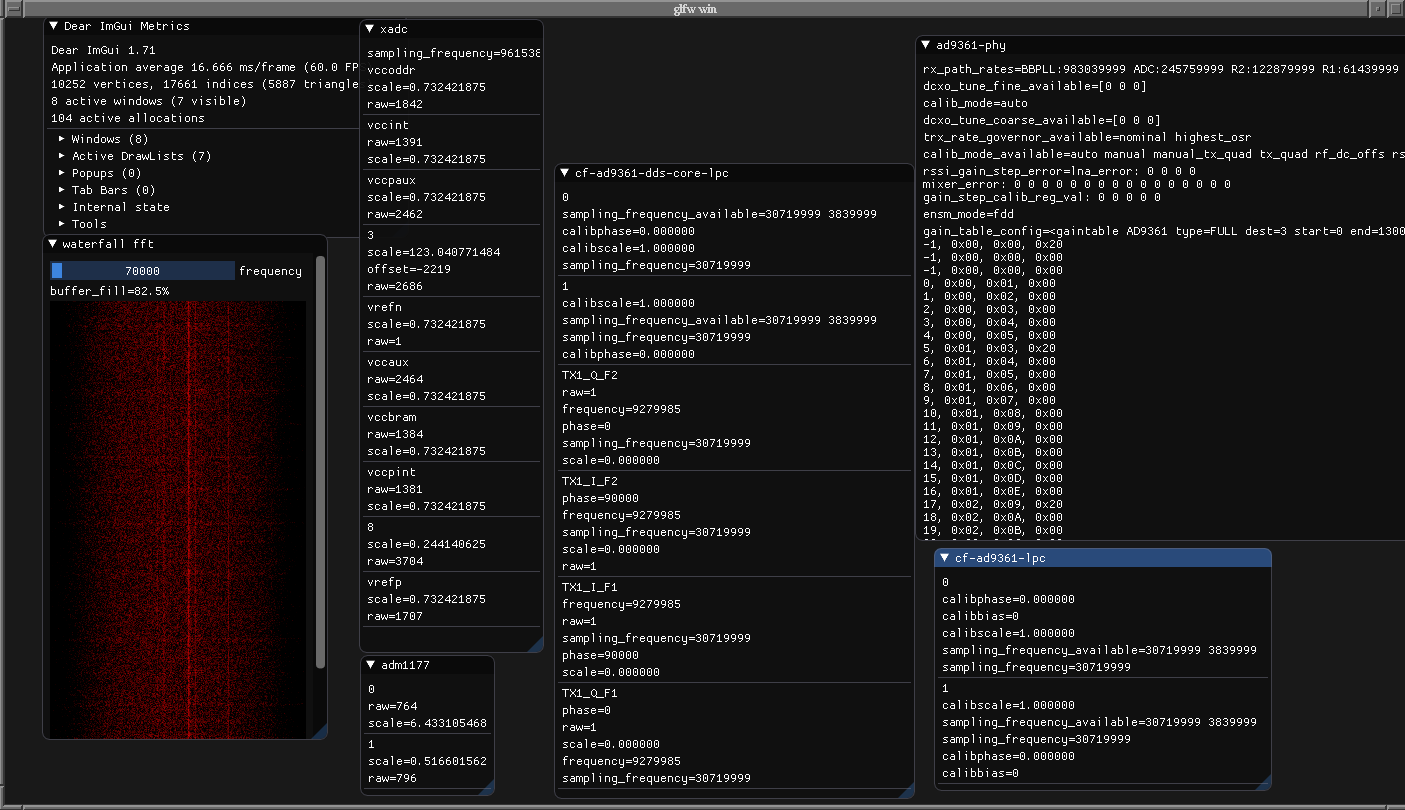 glfw win
Dear ImGui Metrics
Dear ImGui 1.71
Application average 16.666 ms/frame (60.0 FP
10252 vertices, 17661 indices (5887 triangle
8 active windows (7 visible)
104 active allocations
Windows (8)
Active DrawLists (7)
Popups (0)
Tab Bars (0)
Internal state
Tools
waterfall fft
70000 frequency
buffer_fill=82.5%
xadc
sampling_frequency=961538
vccoddr
scale=0.732421875
raw=1842
vccint
raw=1391
scale=0.732421875
vccpaux
scale=0.732421875
raw=2462
3
scale=123.040771484
offset=-2219
raw=2686
vrefn
scale=0.732421875
raw=1
vccaux
raw=2464
scale=0.732421875
vccbram
raw=1384
scale=0.732421875
vccpint
raw=1381
scale=0.732421875
8
scale=0.244140625
raw=3704
vrefp
scale=0.732421875
raw=1707
adm1177
0
raw=764
scale=6.433105468
1
scale=0.516601562
raw=796
cf-ad9361-dds-core-lpc
0
sampling_frequency_available=30719999 3839999
calibphase=0.000000
calibscale=1.000000
sampling_frequency=30719999
1
calibscale=1.000000
sampling_frequency_available=30719999 3839999
sampling_frequency=30719999
calibphase=0.000000
TX1_Q_F2
raw=1
frequency=9279985
phase=0
sampling_frequency=30719999
scale=0.000000
TX1_I_F2
phase=90000
frequency=9279985
sampling_frequency=30719999
scale=0.000000
raw=1
TX1_I_F1
frequency=9279985
raw=1
sampling_frequency=30719999
phase=90000
scale=0.000000
TX1_Q_F1
phase=0
raw=1
scale=0.000000
frequency=9279985
sampling_frequency=30719999
ad9361-phy
rx_path_rates=BBPLL:983039999 ADC:245759999 R2:122879999 R1:61439999
dcxo_tune_fine_available=[0 0 0]
calib_mode=auto
dcxo_tune_coarse_available=[0 0 0]
trx_rate_governor_available=nominal highest_osr
calib_mode_available=auto manual manual_tx_quad tx_quad rf_dc_offs rs
rssi_gain_step_error=lna_error: 0 0 0 0
mixer_error: 0 0 0 0 0 0 0 0 0 0 0 0 0 0 0 0
gain_step_calib_reg_val: 0 0 0 0 0
ensm_mode=fdd
gain_table_config=<gaintable AD9361 type=FULL dest=3 start=0 end=1300
-1, 0x00, 0x00, 0x20
-1, 0x00, 0x00, 0x00
-1, 0x00, 0x00, 0x00
0, 0x00, 0x01, 0x00
1, 0x00, 0x02, 0x00
2, 0x00, 0x03, 0x00
3, 0x00, 0x04, 0x00
4, 0x00, 0x05, 0x00
5, 0x01, 0x03, 0x20
6, 0x01, 0x04, 0x00
7, 0x01, 0x05, 0x00
8, 0x01, 0x06, 0x00
9, 0x01, 0x07, 0x00
10, 0x01, 0x08, 0x00
11, 0x01, 0x09, 0x00
12, 0x01, 0x0A, 0x00
13, 0x01, 0x0B, 0x00
14, 0x01, 0x0C, 0x00
15, 0x01, 0x0D, 0x00
16, 0x01, 0x0E, 0x00
17, 0x02, 0x09, 0x20
18, 0x02, 0x0A, 0x00
19, 0x02, 0x0B, 0x00
cf-ad9361-lpc
0
calibphase=0.000000
calibbias=0
calibscale=1.000000
sampling_frequency_available=30719999 3839999
sampling_frequency=30719999
1
calibscale=1.000000
sampling_frequency_available=30719999 3839999
sampling_frequency=30719999
calibphase=0.000000
calibbias=0